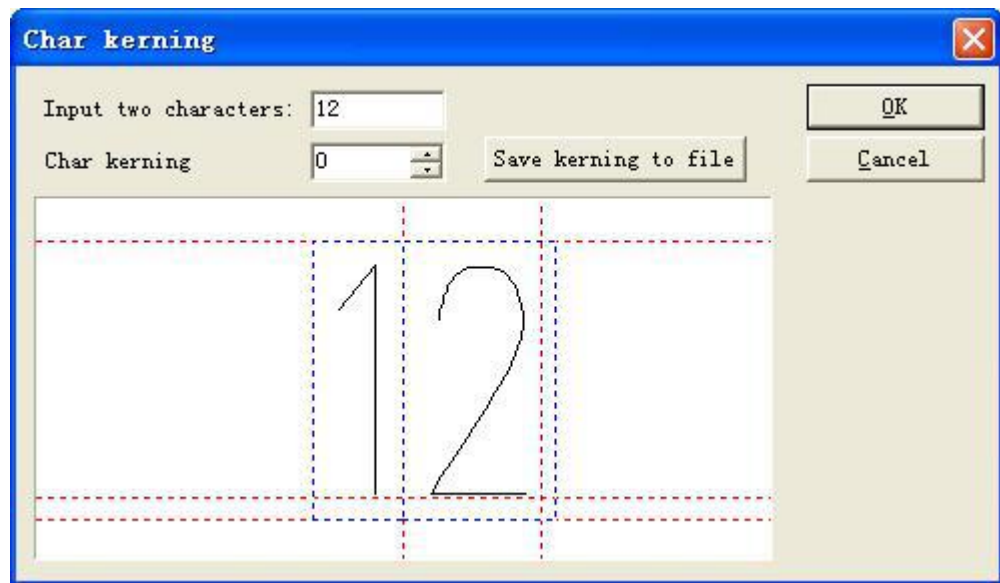 Char kerning
Input two characters: 12
OK
Char kerning 0 Save kerning to file
Cancel
12